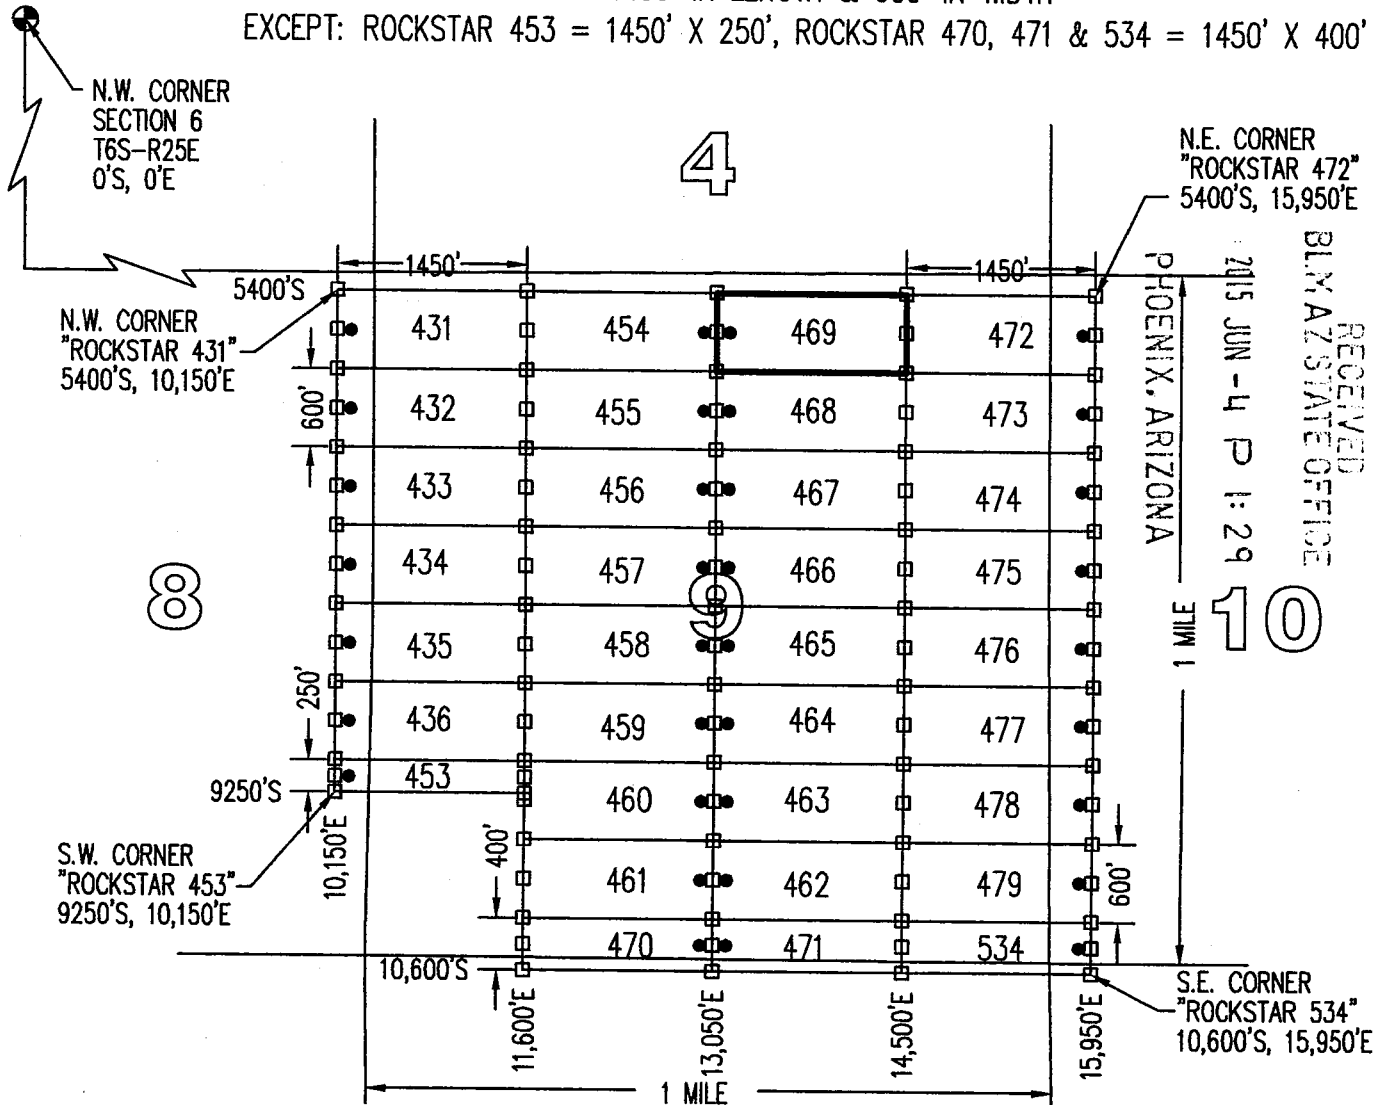 EXCEPT: ROCKSTAR 453 = 1450' X 250', ROCKSTAR 470, 471 & 534 = 1450' X 400'
N.W. CORNER
SECTION 6
T6S-R25E
0'S, 0'E
4
N.E. CORNER
"ROCKSTAR 472"
5400'S, 15,950'E
RECEIVED
BLM AZ STATE OFFICE
2015 JUN -4 P 1:29
PHOENIX, ARIZONA
1450'
1450'
5400'S
N.W. CORNER
"ROCKSTAR 431"
5400'S, 10,150'E
431 454 469 472
600'
432 455 468 473
433 456 467 474
8
434 457 466 475
9
10
1 MILE
435 458 465 476
250'
436 459 464 477
453
9250'S
460 463 478
10,150'E
400'
S.W. CORNER
"ROCKSTAR 453"
9250'S, 10,150'E
461 462 479
600'
470 471 534
10,600'S
11,600'E
13,050'E
14,500'E
15,950'E
S.E. CORNER
"ROCKSTAR 534"
10,600'S, 15,950'E
1 MILE